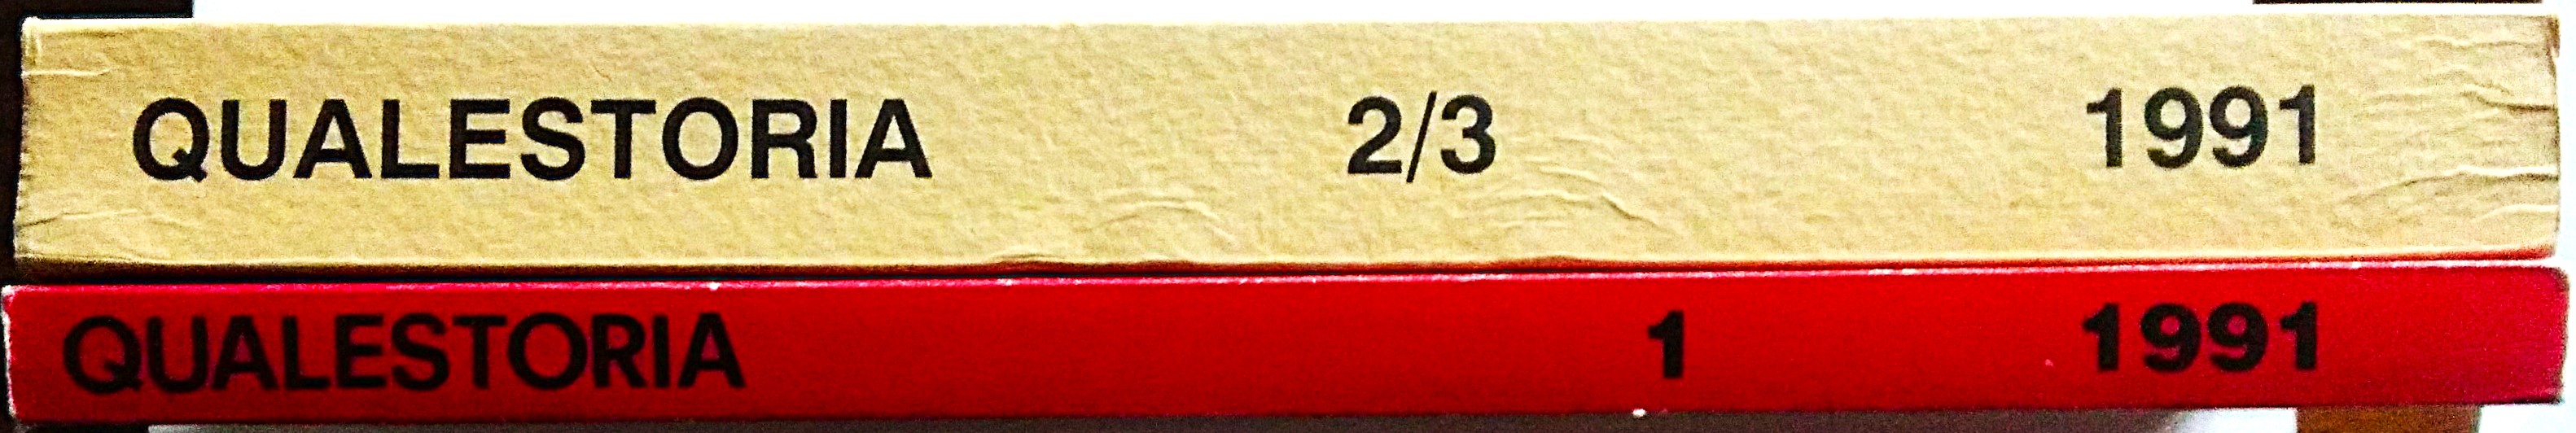 QUALESTORIA 2/3 1991
QUALESTORIA 1 1991